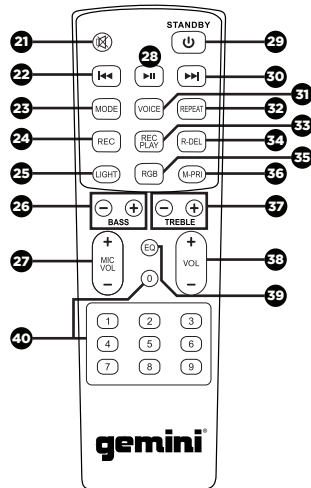 STANDBY
21
28
29
22
30
31
23
MODE
VOICE
REPEAT
32
33
24
REC
REC
PLAY
R-DEL
34
35
25
LIGHT
RGB
M-PRI
36
26
BASS
TREBLE
37
27
MIC
VOL
EQ
VOL
38
39
0
40
1
2
3
4
5
6
7
8
9
gemini®